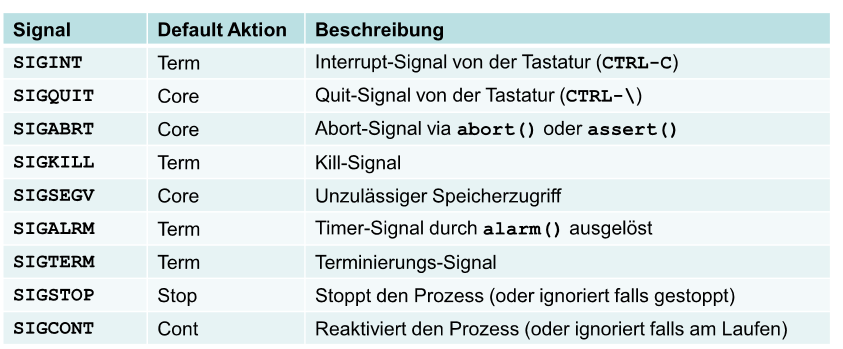 Signal Default Aktion Beschreibung
SIGINT Term Interrupt-Signal von der Tastatur (CTRL-C)
SIGQUIT Core Quit-Signal von der Tastatur (CTRL-\)
SIGABRT Core Abort-Signal via abort() oder assert()
SIGKILL Term Kill-Signal
SIGSEGV Core Unzulässiger Speicherzugriff
SIGALRM Term Timer-Signal durch alarm() ausgelöst
SIGTERM Term Terminierungs-Signal
SIGSTOP Stop Stoppt den Prozess (oder ignoriert falls gestoppt)
SIGCONT Cont Reaktiviert den Prozess (oder ignoriert falls am Laufen)